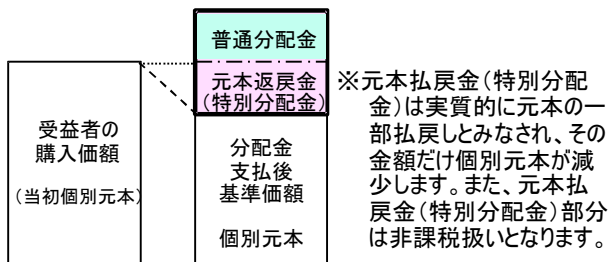 普通分配金
元本返戻金
(特別分配金)
受益者の
購入価額
(当初個別元本)
分配金
支払後
基準価額
個別元本
※元本払戻金(特別分配
金)は実質的に元本の一
部払戻しとみなされ、その
金額だけ個別元本が減
少します。また、元本払
戻金(特別分配金)部分
は非課税扱いとなります。